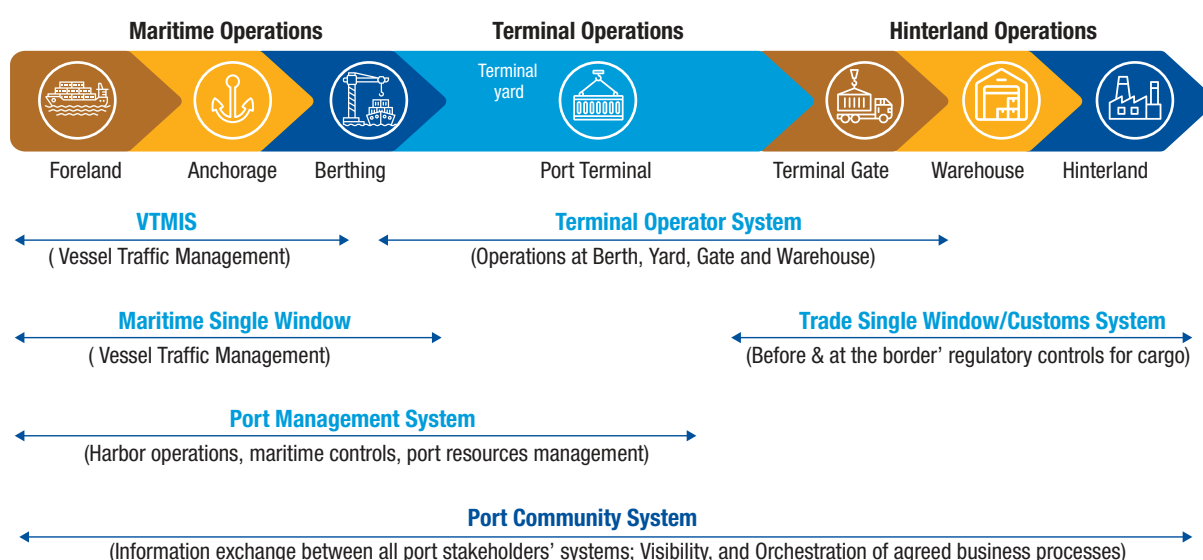 Maritime Operations
Terminal Operations
Hinterland Operations
Terminal
yard
Foreland
Anchorage
Berthing
Port Terminal
Terminal Gate
Warehouse
Hinterland
VTMIS
( Vessel Traffic Management)
Terminal Operator System
(Operations at Berth, Yard, Gate and Warehouse)
Maritime Single Window
( Vessel Traffic Management)
Trade Single Window/Customs System
(Before & at the border’ regulatory controls for cargo)
Port Management System
(Harbor operations, maritime controls, port resources management)
Port Community System
(Information exchange between all port stakeholders’ systems; Visibility, and Orchestration of agreed business processes)